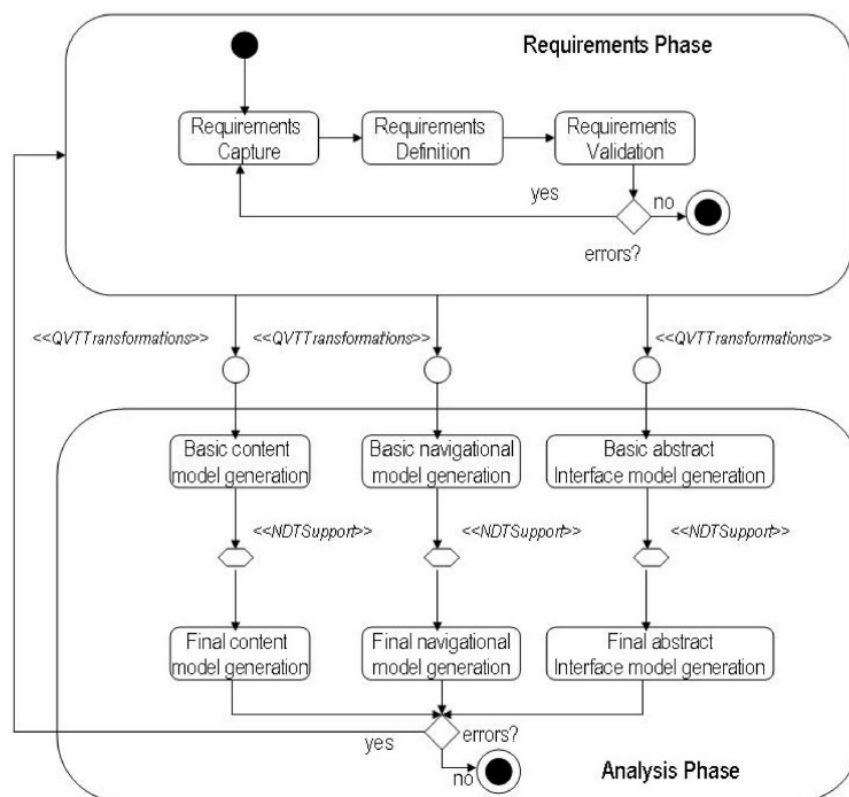 Requirements Phase
Requirements
Capture
Requirements
Definition
Requirements
Validation
yes
no
errors?
<<QVTTransformations>>
<<QVTTransformations>>
<<QVTTransformations>>
Basic content
model generation
Basic navigational
model generation
Basic abstract
Interface model generation
<<NDTSupport>>
<<NDTSupport>>
<<NDTSupport>>
Final content
model generation
Final navigational
model generation
Final abstract
Interface model generation
yes
errors?
no
Analysis Phase